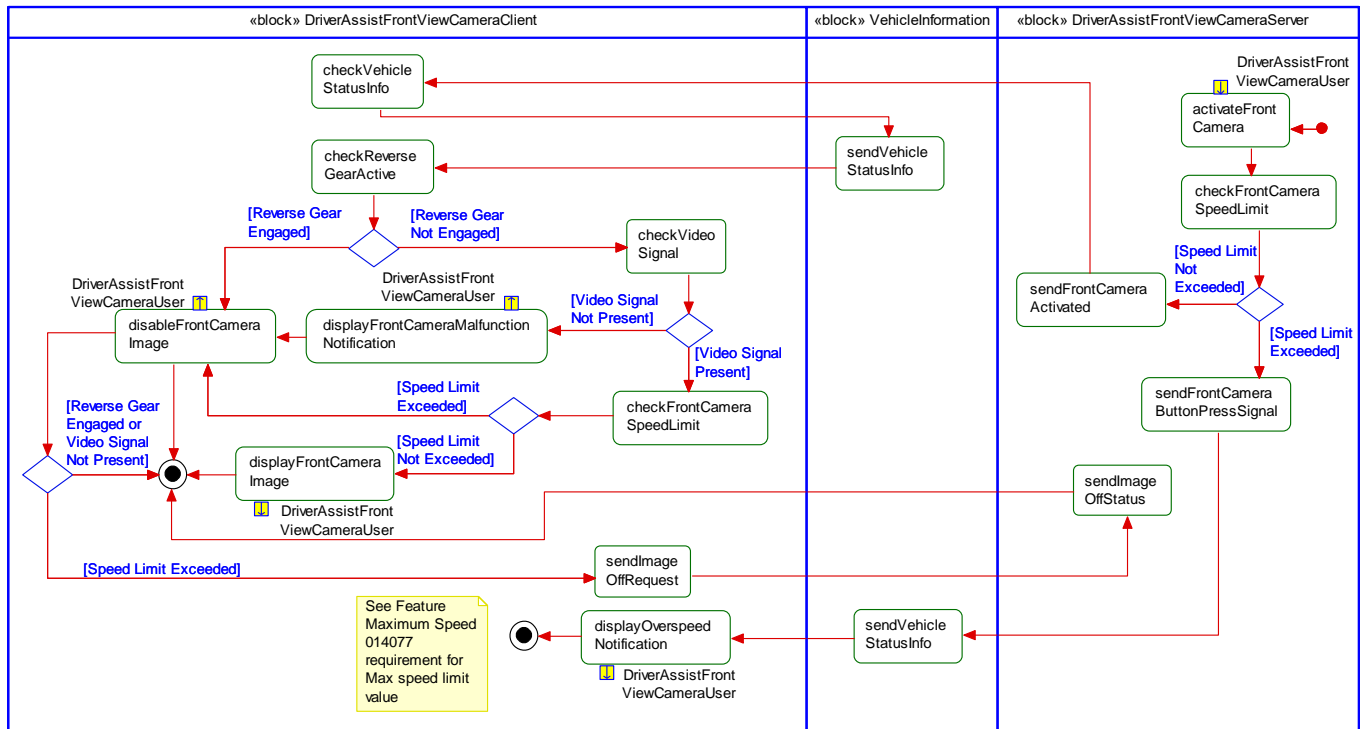 «block» DriverAssistFrontViewCameraClient
«block» VehicleInformation
«block» DriverAssistFrontViewCameraServer
checkVehicle
StatusInfo
DriverAssistFront
ViewCameraUser
activateFront
Camera
checkReverse
GearActive
sendVehicle
StatusInfo
checkFrontCamera
SpeedLimit
[Reverse Gear
Engaged]
[Reverse Gear
Not Engaged]
checkVideo
Signal
[Speed Limit
Not
Exceeded]
DriverAssistFront
ViewCameraUser
DriverAssistFront
ViewCameraUser
sendFrontCamera
Activated
disableFrontCamera
Image
displayFrontCameraMalfunction
Notification
[Video Signal
Not Present]
[Video Signal
Present]
[Speed Limit
Exceeded]
[Reverse Gear
Engaged or
Video Signal
Not Present]
[Speed Limit
Exceeded]
checkFrontCamera
SpeedLimit
sendFrontCamera
ButtonPressSignal
[Speed Limit
Not Exceeded]
displayFrontCamera
Image
DriverAssistFront
ViewCameraUser
sendImage
OffStatus
[Speed Limit Exceeded]
sendImage
OffRequest
See Feature
Maximum Speed
014077
requirement for
Max speed limit
value
displayOverspeed
Notification
sendVehicle
StatusInfo
DriverAssistFront
ViewCameraUser